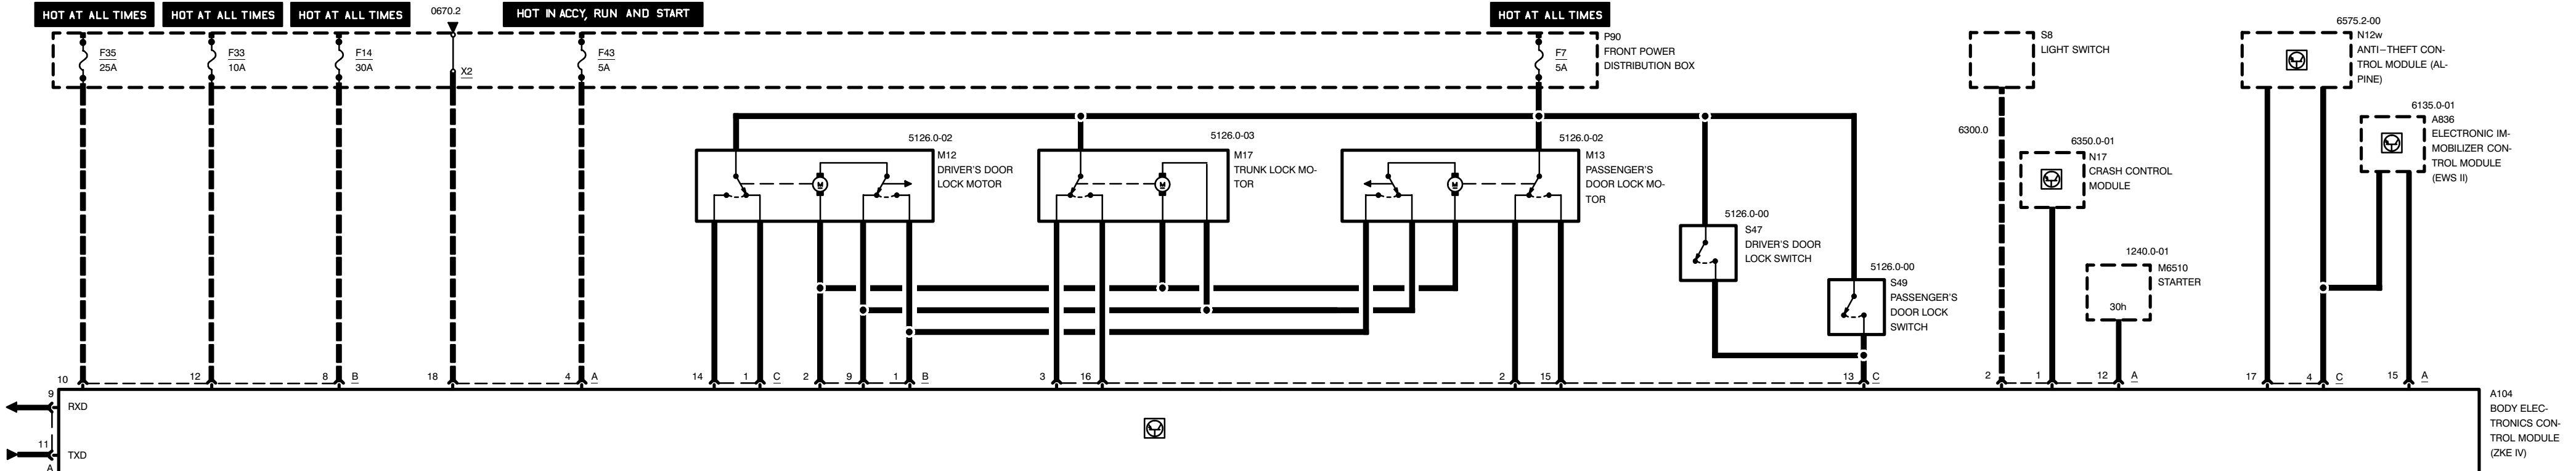 HOT AT ALL TIMES
HOT AT ALL TIMES
HOT AT ALL TIMES
0670.2
HOT IN ACCY, RUN AND START
HOT AT ALL TIMES
F35
25A
F33
10A
F14
30A
X2
F43
5A
F7
5A
P90
FRONT POWER
DISTRIBUTION BOX
S8
LIGHT SWITCH
6575.2-00
N12w
ANTI–THEFT CON-
TROL MODULE (AL-
PINE)
6135.0-01
A836
ELECTRONIC IM-
MOBILIZER CON-
TROL MODULE
(EWS II)
5126.0-02
M12
DRIVER'S DOOR
LOCK MOTOR
M
5126.0-03
M17
TRUNK LOCK MO-
TOR
M
5126.0-02
M13
PASSENGER'S
DOOR LOCK MO-
TOR
M
6300.0
6350.0-01
N17
CRASH CONTROL
MODULE
5126.0-00
S47
DRIVER'S DOOR
LOCK SWITCH
5126.0-00
S49
PASSENGER'S
DOOR LOCK
SWITCH
1240.0-01
M6510
STARTER
30h
10 12 8 B 18 4 A 14 1 C 2 9 1 B 3 16 2 15 13 C 2 1 12 A 17 4 C 15 A
9
RXD
11
TXD
A
A104
BODY ELEC-
TRONICS CON-
TROL MODULE
(ZKE IV)